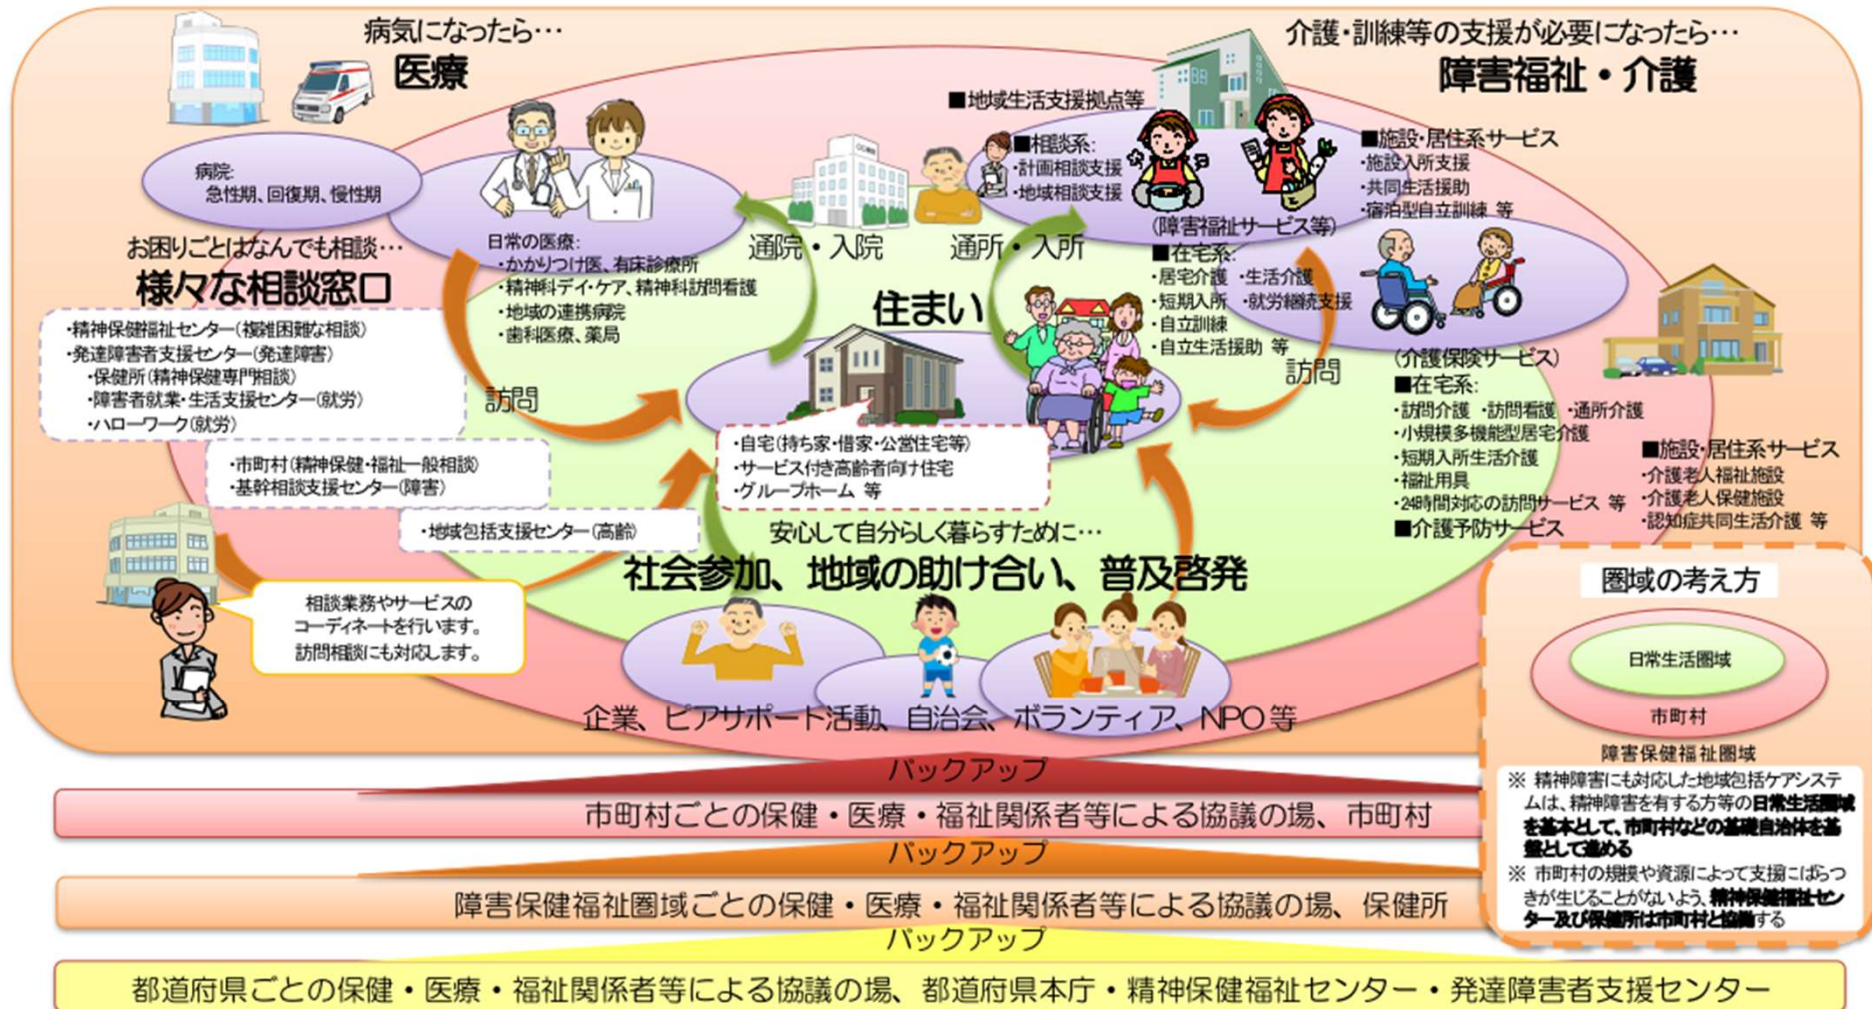 病気になったら…
医療
病院:
急性期、回復期、慢性期
日常の医療:
・かかりつけ医、有床診療所
・精神科デイ・ケア、精神科訪問看護
・地域の連携病院
・歯科医療、薬局
通院・入院
通所・入所
介護・訓練等の支援が必要になったら…
障害福祉・介護
■地域生活支援拠点等
■相談系:
・計画相談支援
・地域相談支援
■施設・居住系サービス
・施設入所支援
・共同生活援助
・宿泊型自立訓練 等
(障害福祉サービス等)
■在宅系:
・居宅介護 ・生活介護
・短期入所 ・就労継続支援
・自立訓練
・自立生活援助 等
訪問
(介護保険サービス)
■在宅系:
・訪問介護 ・訪問看護 ・通所介護
・小規模多機能型居宅介護
・短期入所生活介護
・福祉用具
・24時間対応の訪問サービス 等
■介護予防サービス
■施設・居住系サービス
・介護老人福祉施設
・介護老人保健施設
・認知症共同生活介護 等
お困りごとはなんでも相談…
様々な相談窓口
・精神保健福祉センター(複雑困難な相談)
・発達障害者支援センター(発達障害)
・保健所(精神保健専門相談)
・障害者就業・生活支援センター(就労)
・ハローワーク(就労)
・市町村(精神保健・福祉一般相談)
・基幹相談支援センター(障害)
・地域包括支援センター(高齢)
訪問
相談業務やサービスの
コーディネートを行います。
訪問相談にも対応します。
住まい
・自宅(持ち家・借家・公営住宅等)
・サービス付き高齢者向け住宅
・グループホーム 等
安心して自分らしく暮らすために…
社会参加、地域の助け合い、普及啓発
企業、ピアサポート活動、自治会、ボランティア、NPO等
圏域の考え方
日常生活圏域
市町村
障害保健福祉圏域
※ 精神障害にも対応した地域包括ケアシステ
ムは、精神障害を有する方等の日常生活圏域
を基本として、市町村などの基礎自治体を基
盤として進める
※ 市町村の規模や資源によって支援にばらつ
きが生じることがないよう、精神保健福祉セン
ター及び保健所は市町村と協働する
バックアップ
市町村ごとの保健・医療・福祉関係者等による協議の場、市町村
バックアップ
障害保健福祉圏域ごとの保健・医療・福祉関係者等による協議の場、保健所
バックアップ
都道府県ごとの保健・医療・福祉関係者等による協議の場、都道府県本庁・精神保健福祉センター・発達障害者支援センター